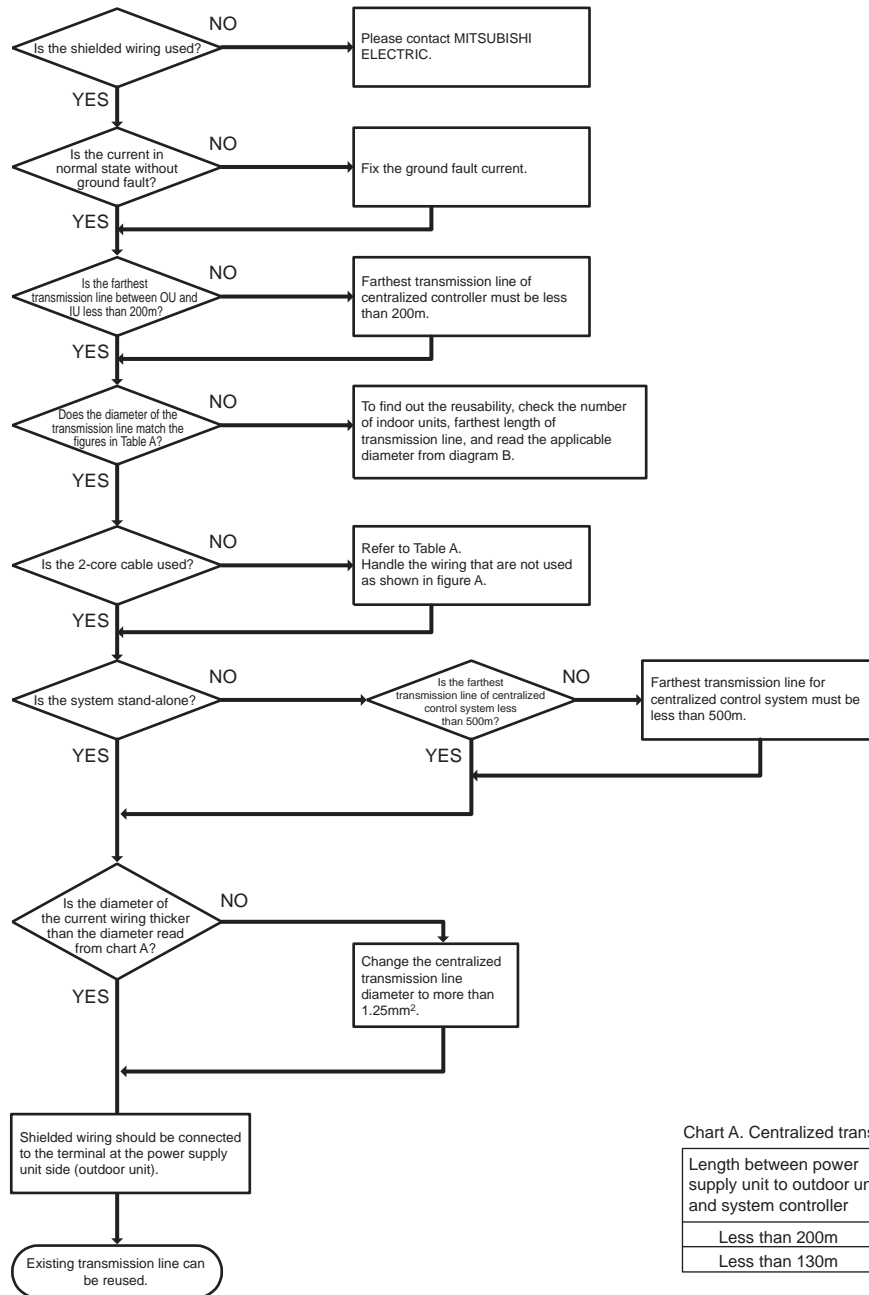 Is the shielded wiring used?
NO
Please contact MITSUBISHI
ELECTRIC.
YES
Is the current in
normal state without
ground fault?
NO
Fix the ground fault current.
YES
Is the farthest
transmission line between OU and
IU less than 200m?
NO
Farthest transmission line of
centralized controller must be less
than 200m.
YES
Does the diameter of the
transmission line match the
figures in Table A?
NO
To find out the reusability, check the number
of indoor units, farthest length of
transmission line, and read the applicable
diameter from diagram B.
YES
Is the 2-core cable used?
NO
Refer to Table A.
Handle the wiring that are not used
as shown in figure A.
YES
Is the system stand-alone?
NO
Is the farthest
transmission line of centralized
control system less
than 500m?
NO
Farthest transmission line for
centralized control system must be
less than 500m.
YES
YES
Is the diameter of
the current wiring thicker
than the diameter read
from chart A?
NO
Change the centralized
transmission line
diameter to more than
1.25mm².
YES
Shielded wiring should be connected
to the terminal at the power supply
unit side (outdoor unit).
Existing transmission line can
be reused.
Chart A. Centralized trans
Length between power
supply unit to outdoor un
and system controller
Less than 200m
Less than 130m